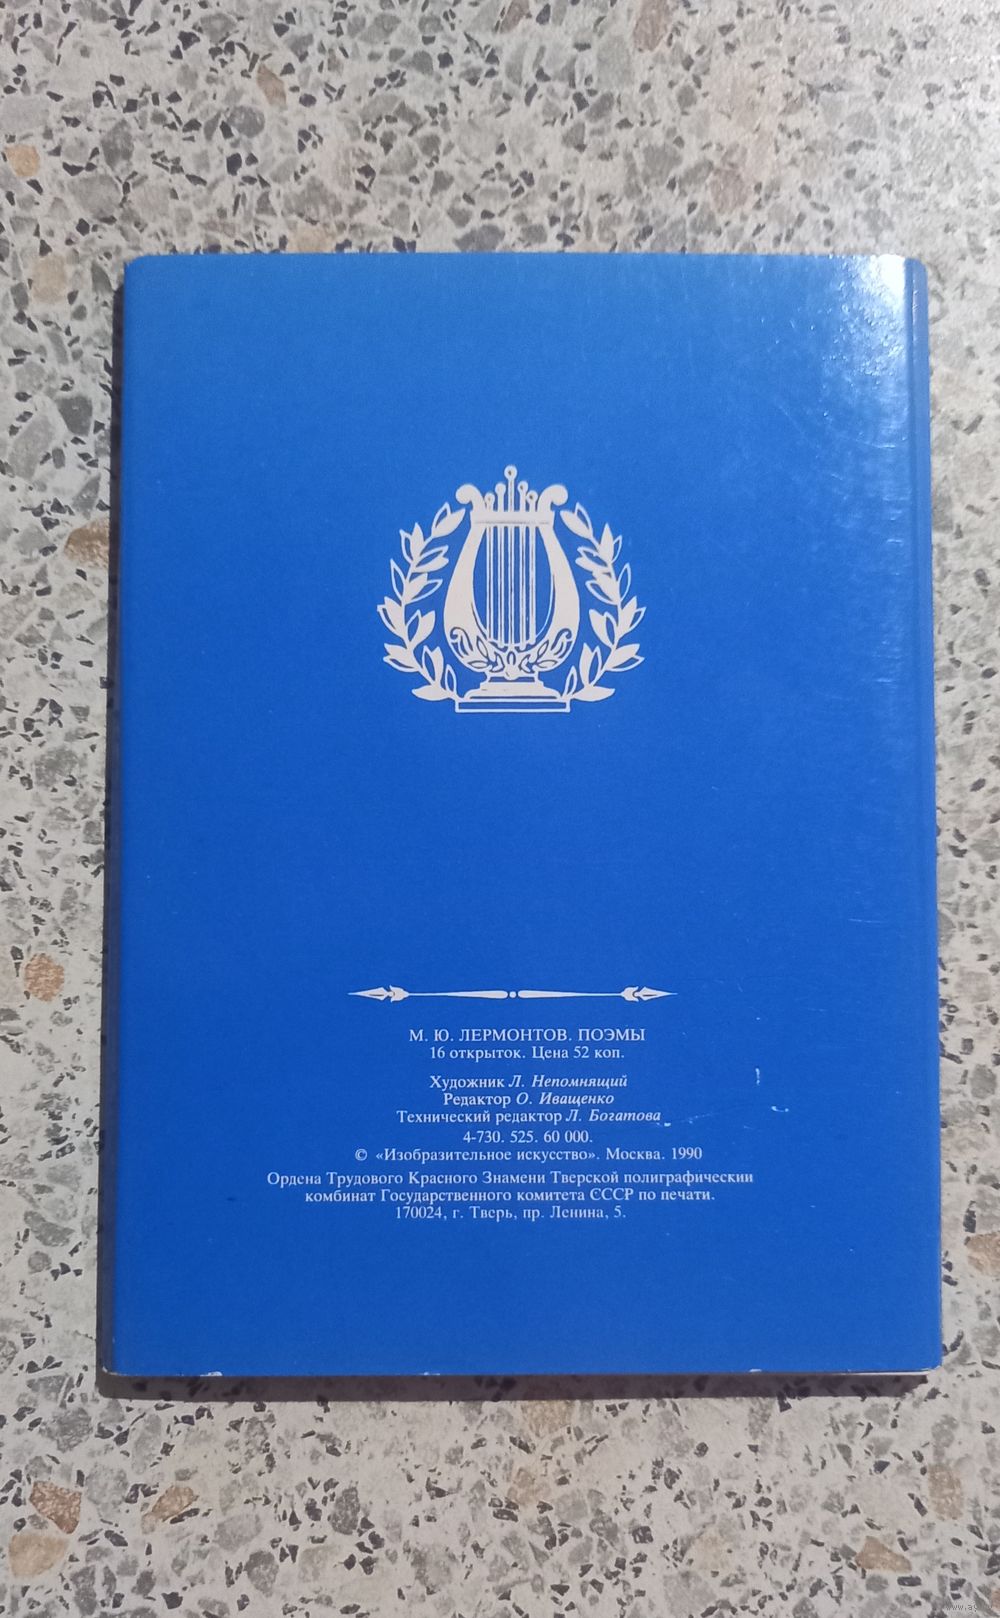 М. Ю. ЛЕРМОНТОВ. ПОЭМЫ
16 открыток. Цена 52 коп.
Художник Л. Непомнящий
Редактор О. Иващенко
Технический редактор Л. Богатова
4-730. 525. 60 000.
© «Изобразительное искусство». Москва. 1990
Ордена Трудового Красного Знамени Тверской полиграфический
комбинат Государственного комитета СССР по печати.
170024, г. Тверь, пр. Ленина, 5.